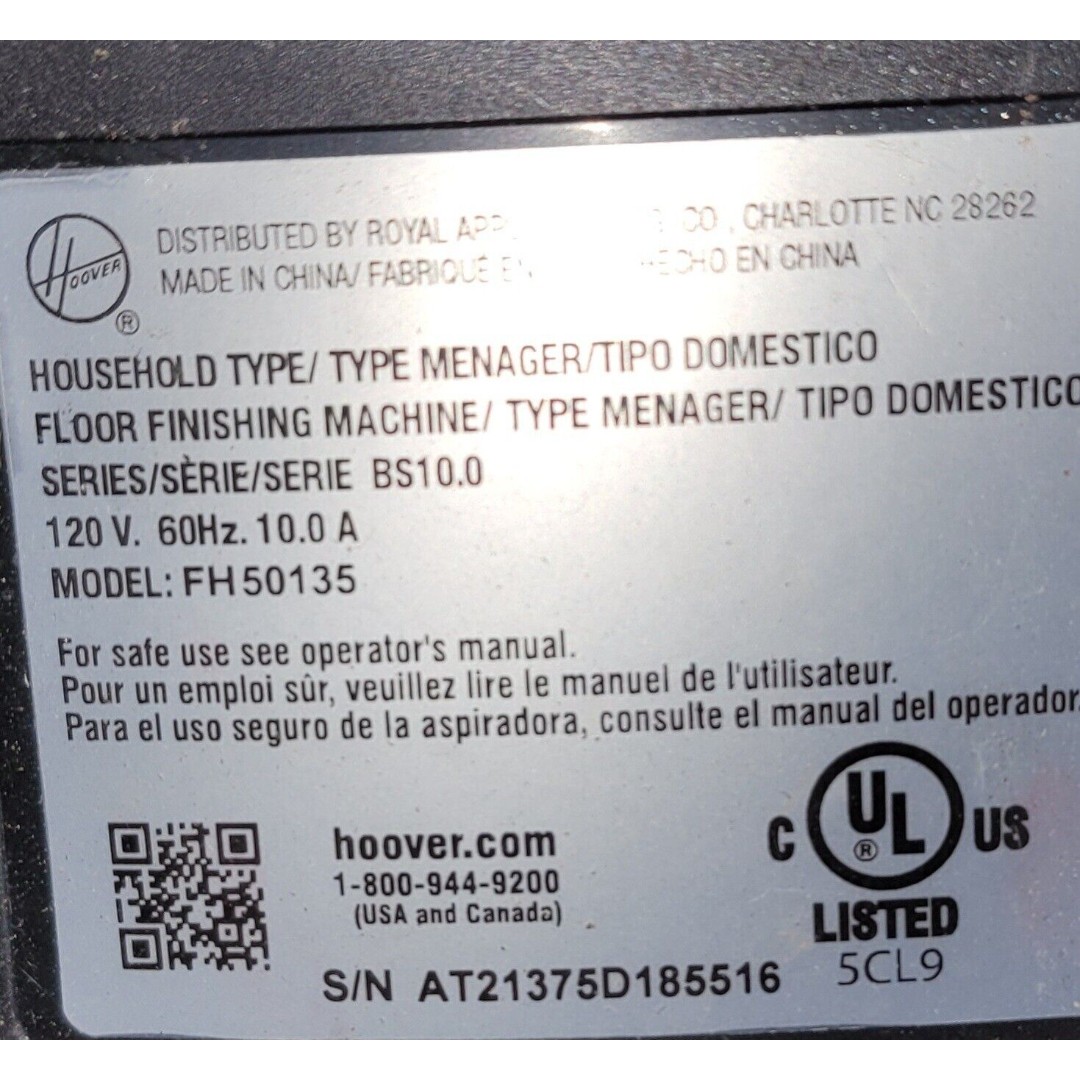 HOOVER
®
DISTRIBUTED BY ROYAL CO., CHARLOTTE NC 28262
MADE IN CHINA/ FABRIQUÉ EN HECHO EN CHINA
HOUSEHOLD TYPE/ TYPE MENAGER/TIPO DOMESTICO
FLOOR FINISHING MACHINE/ TYPE MENAGER/ TIPO DOMESTICO
SERIES/SÈRIE/SERIE BS10.0
120 V. 60Hz. 10.0 A
MODEL: FH50135
For safe use see operator's manual.
Pour un emploi sûr, veuillez lire le manuel de l'utilisateur.
Para el uso seguro de la aspiradora, consulte el manual del operador.
hoover.com
1-800-944-9200
(USA and Canada)
C UL® US
LISTED
5CL9
S/N AT21375D185516